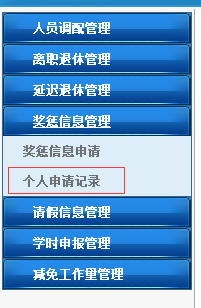 人员调配管理
离职退休管理
延迟退休管理
奖惩信息管理
奖惩信息申请
个人申请记录
请假信息管理
学时申报管理
减免工作量管理